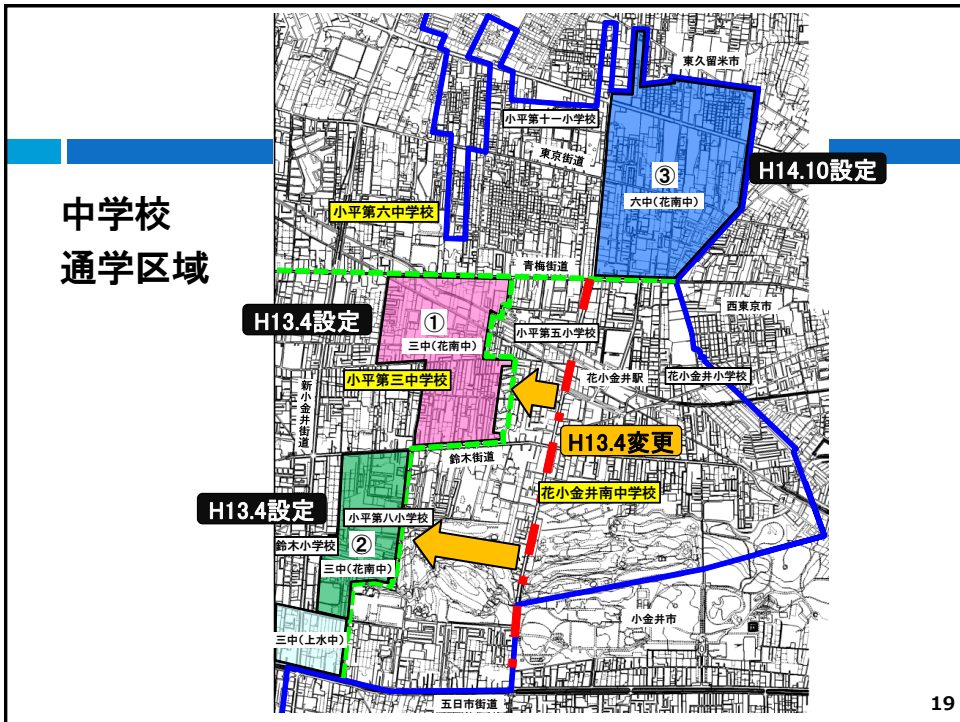 中学校
通学区域
東久留米市
小平第十一小学校
東京街道
③
六中(花南中)
H14.10設定
小平第六中学校
青梅街道
西東京市
H13.4設定
①
三中(花南中)
小平第五小学校
小平第三中学校
花小金井駅
花小金井小学校
新小金井街道
H13.4変更
鈴木街道
花小金井南中学校
H13.4設定
小平第八小学校
鈴木小学校
②
三中(花南中)
小金井市
三中(上水中)
五日市街道
19